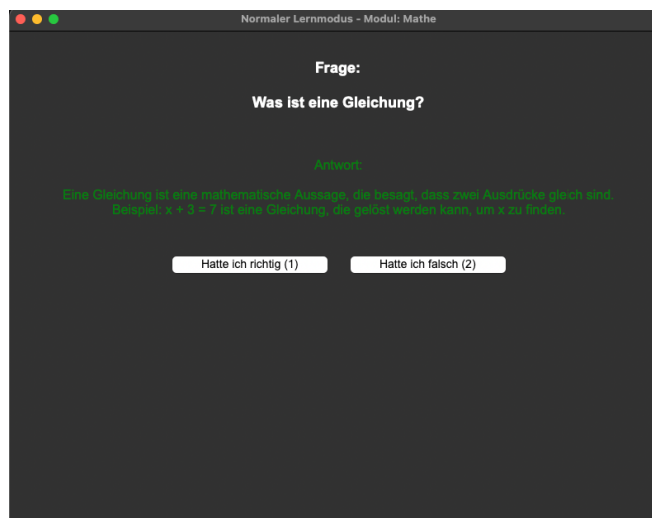 Normaler Lernmodus - Modul: Mathe
Frage:
Was ist eine Gleichung?
Antwort:
Eine Gleichung ist eine mathematische Aussage, die besagt, dass zwei Ausdrücke gleich sind.
Beispiel: x + 3 = 7 ist eine Gleichung, die gelöst werden kann, um x zu finden.
Hatte ich richtig (1)
Hatte ich falsch (2)